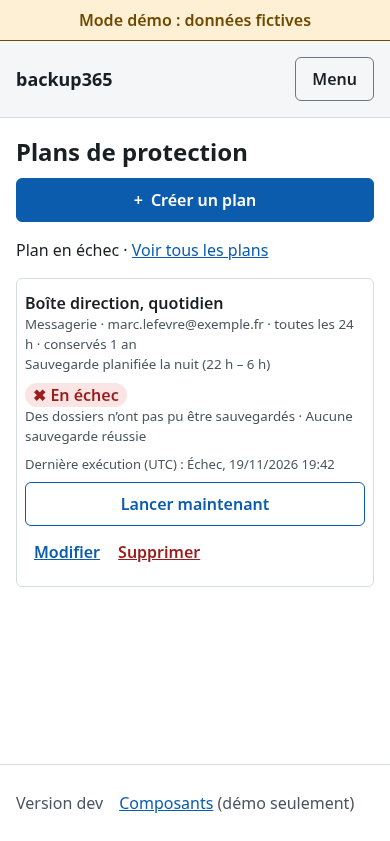 Mode démo : données fictives
backup365
Menu
Plans de protection
+ Créer un plan
Plan en échec · Voir tous les plans
Boîte direction, quotidien
Messagerie · marc.lefevre@exemple.fr · toutes les 24
h · conservés 1 an
Sauvegarde planifiée la nuit (22 h – 6 h)
✖ En échec
Des dossiers n’ont pas pu être sauvegardés · Aucune
sauvegarde réussie
Dernière exécution (UTC) : Échec, 19/11/2026 19:42
Lancer maintenant
Modifier Supprimer
Version dev Composants (démo seulement)